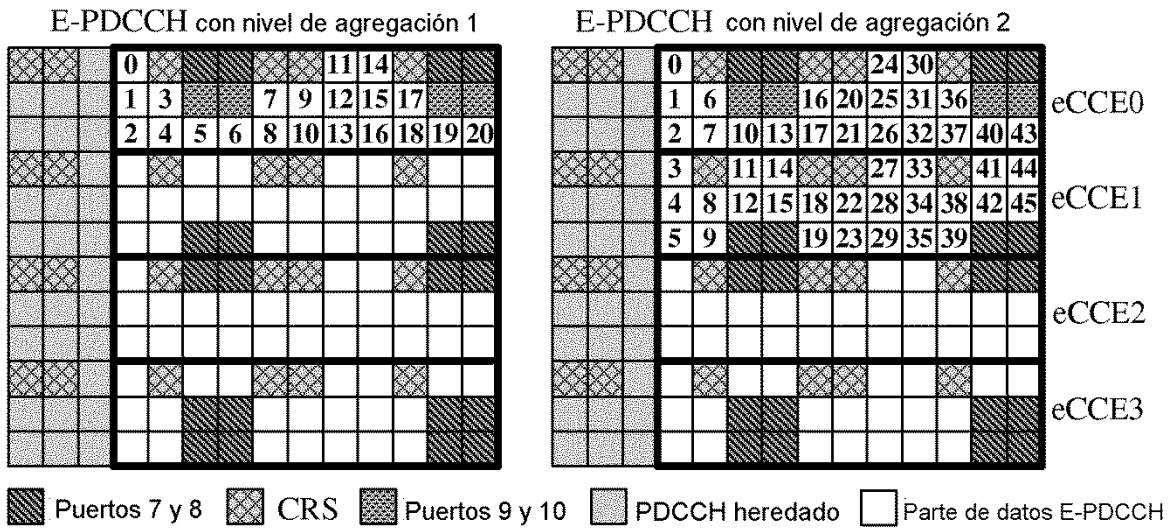 E-PDCCH con nivel de agregación 1 E-PDCCH con nivel de agregación 2
0 11 14 0 24 30
1 3 7 9 12 15 17 1 6 16 20 25 31 36 eCCE0
2 4 5 6 8 10 13 16 18 19 20 2 7 10 13 17 21 26 32 37 40 43
3 11 14 27 33 41 44
4 8 12 15 18 22 28 34 38 42 45 eCCE1
5 9 19 23 29 35 39
eCCE2
eCCE3
Puertos 7 y 8 CRS Puertos 9 y 10 PDCCH heredado Parte de datos E-PDCCH